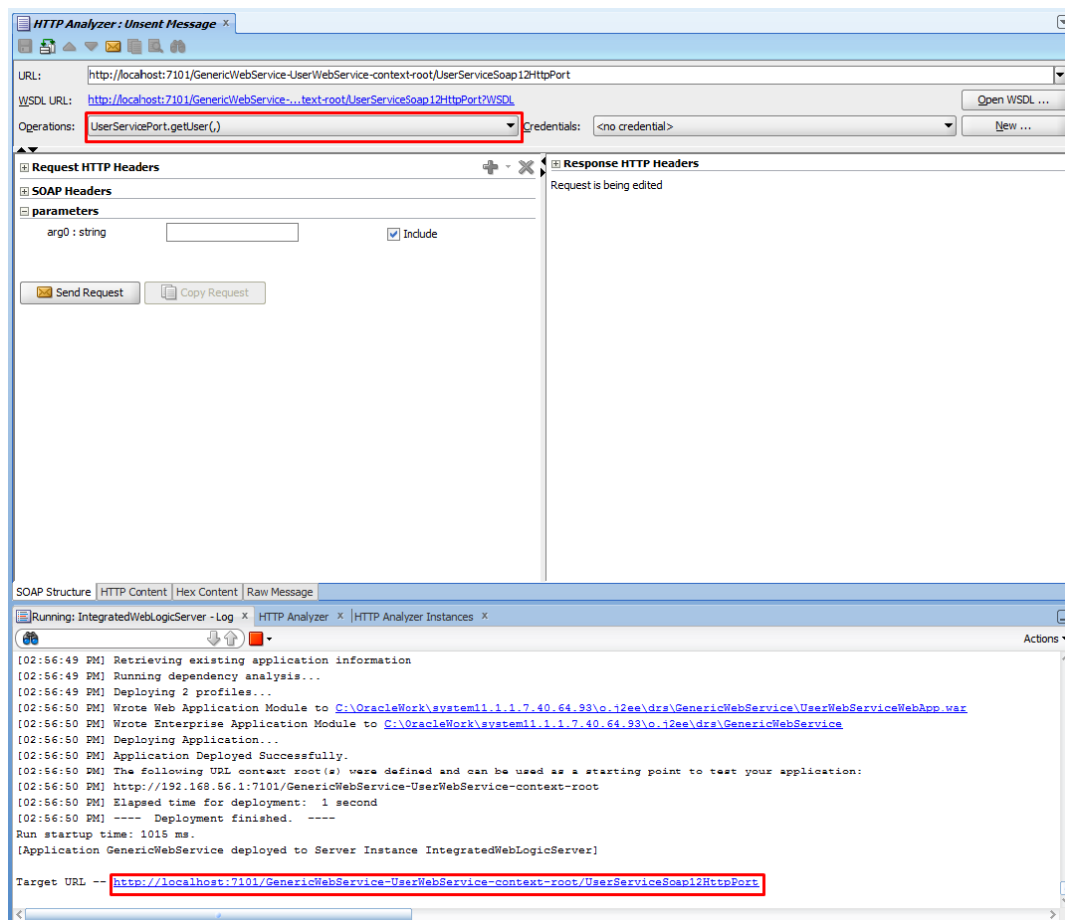 HTTP Analyzer : Unsent Message x
URL: http://localhost:7101/GenericWebService-UserWebService-context-root/UserServiceSoap12HttpPort
WSDL URL: http://localhost:7101/GenericWebService-...text-root/UserServiceSoap12HttpPort?WSDL Open WSDL ...
Operations: UserServicePort.getUser(,) Credentials: <no credential> New ...
Request HTTP Headers
SOAP Headers
parameters
arg0 : string Include
Send Request Copy Request
Response HTTP Headers
Request is being edited
SOAP Structure HTTP Content Hex Content Raw Message
Running: IntegratedWebLogicServer - Log x HTTP Analyzer x HTTP Analyzer Instances x
Actions
[02:56:49 PM] Retrieving existing application information
[02:56:49 PM] Running dependency analysis...
[02:56:49 PM] Deploying 2 profiles...
[02:56:50 PM] Wrote Web Application Module to C:\OracleWork\system11.1.1.7.40.64.93\o.j2ee\drs\GenericWebService\UserWebServiceWebApp.war
[02:56:50 PM] Wrote Enterprise Application Module to C:\OracleWork\system11.1.1.7.40.64.93\o.j2ee\drs\GenericWebService
[02:56:50 PM] Deploying Application...
[02:56:50 PM] Application Deployed Successfully.
[02:56:50 PM] The following URL context root(s) were defined and can be used as a starting point to test your application:
[02:56:50 PM] http://192.168.56.1:7101/GenericWebService-UserWebService-context-root
[02:56:50 PM] Elapsed time for deployment:  1 second
[02:56:50 PM] ----  Deployment finished.  ----
Run startup time: 1015 ms.
[Application GenericWebService deployed to Server Instance IntegratedWebLogicServer]
Target URL -- http://localhost:7101/GenericWebService-UserWebService-context-root/UserServiceSoap12HttpPort